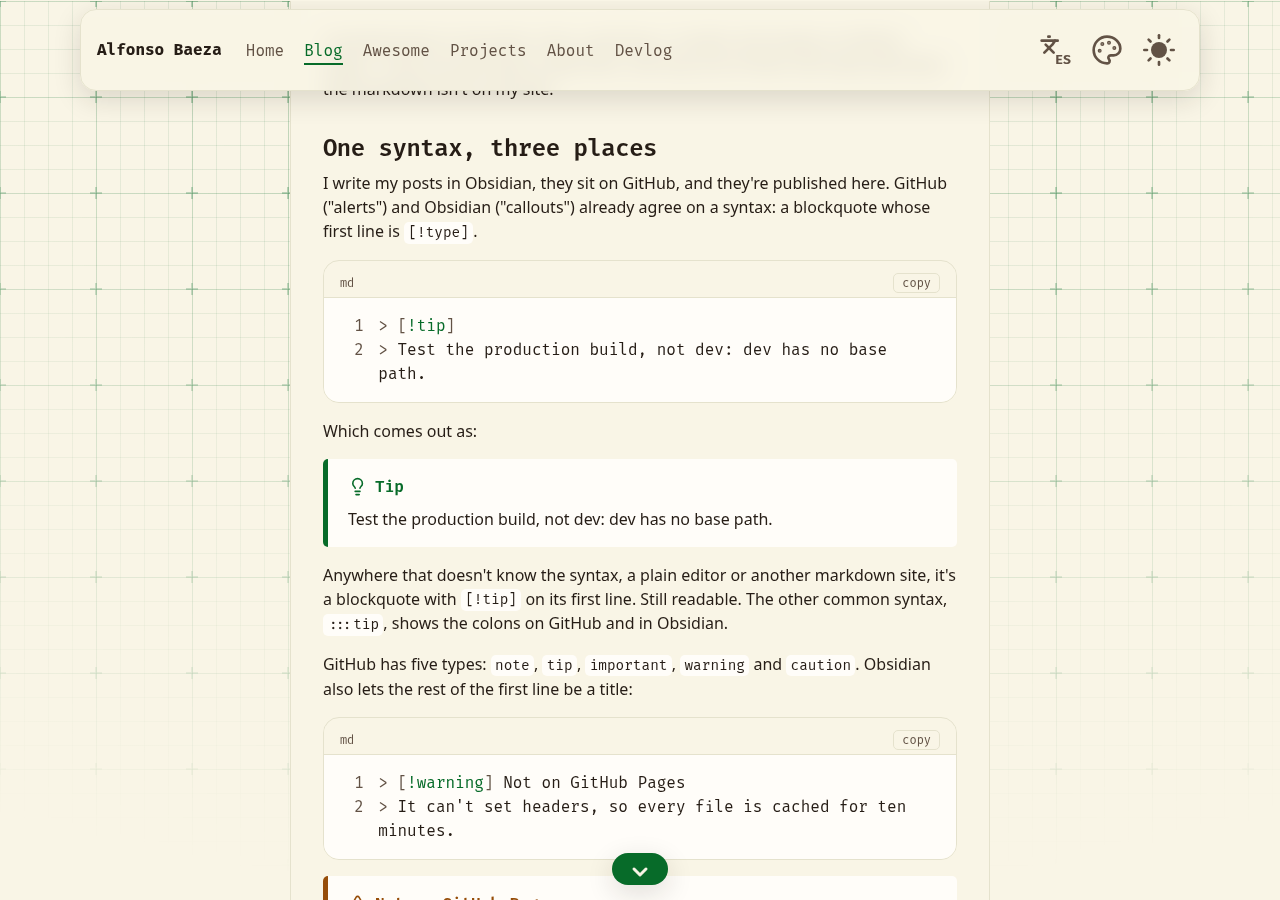 Alfonso Baeza Home Blog Awesome Projects About Devlog ES
the markdown isn't on my site.
One syntax, three places
I write my posts in Obsidian, they sit on GitHub, and they're published here. GitHub
("alerts") and Obsidian ("callouts") already agree on a syntax: a blockquote whose
first line is [!type].
md copy
1 > [!tip]
2 > Test the production build, not dev: dev has no base
path.
Which comes out as:
Tip
Test the production build, not dev: dev has no base path.
Anywhere that doesn't know the syntax, a plain editor or another markdown site, it's
a blockquote with [!tip] on its first line. Still readable. The other common syntax,
:::tip, shows the colons on GitHub and in Obsidian.
GitHub has five types: note, tip, important, warning and caution. Obsidian
also lets the rest of the first line be a title:
md copy
1 > [!warning] Not on GitHub Pages
2 > It can't set headers, so every file is cached for ten
minutes.